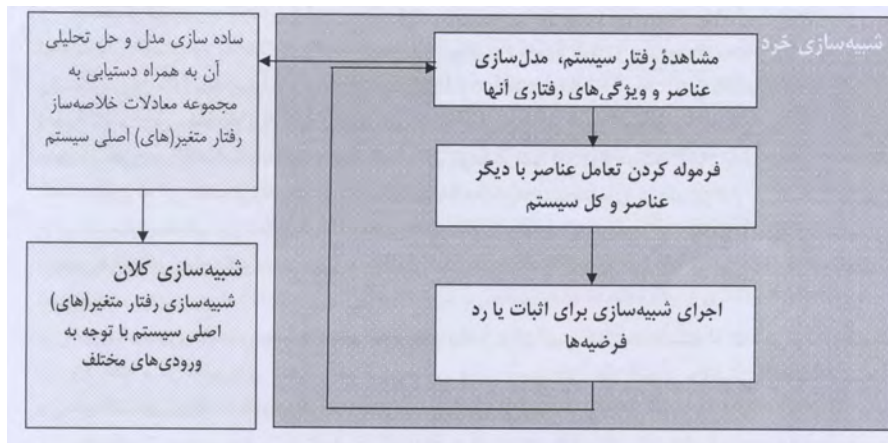 شبیه‌سازی خرد
مشاهدهٔ رفتار سیستم، مدل‌سازی
عناصر و ویژگی‌های رفتاری آنها
فرموله کردن تعامل عناصر با دیگر
عناصر و کل سیستم
اجرای شبیه‌سازی برای اثبات یا رد
فرضیه‌ها
ساده سازی مدل و حل تحلیلی
آن به همراه دستیابی به
مجموعه معادلات خلاصه‌ساز
رفتار متغیر(های) اصلی سیستم
شبیه‌سازی کلان
شبیه‌سازی رفتار متغیر(های)
اصلی سیستم با توجه به
ورودی‌های مختلف